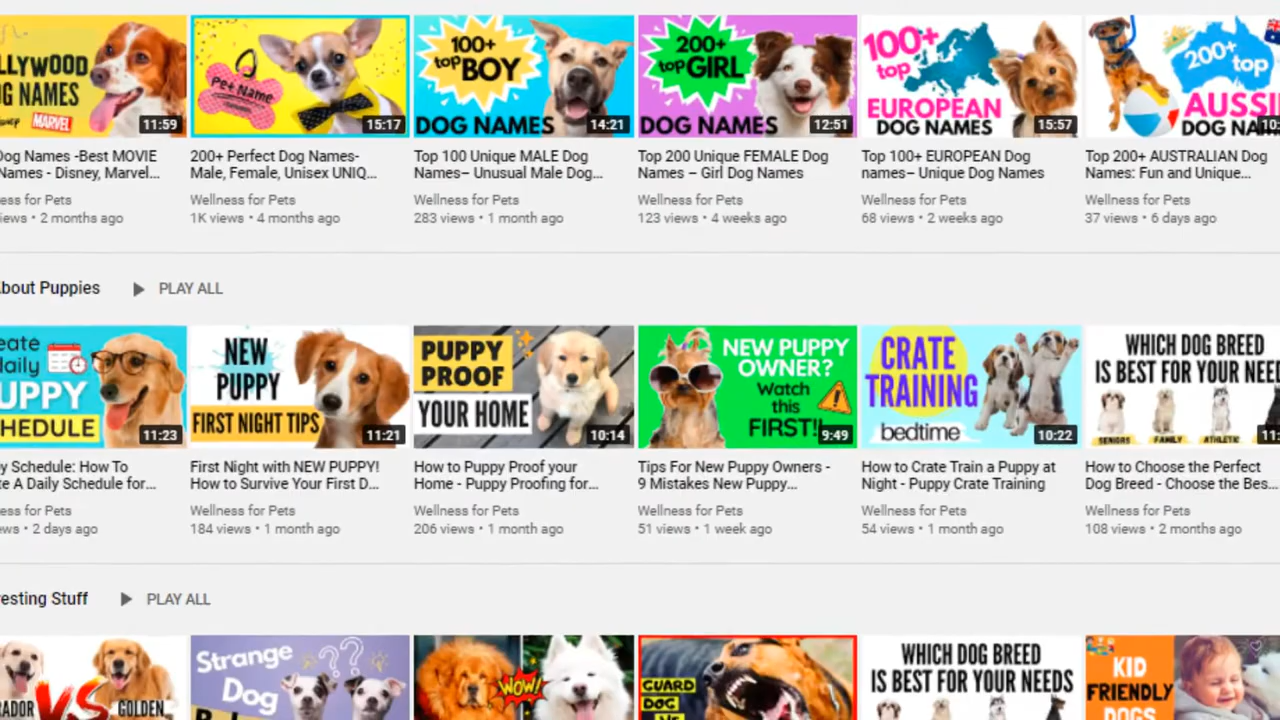 LLYWOOD
G NAMES
MARVEL
11:59
Pet Name
15:17
100+
top BOY
DOG NAMES
14:21
200+
top GIRL
DOG NAMES
12:51
100+
top
EUROPEAN
DOG NAMES
15:57
200+
top
AUSSI
DOG NA
10:
Dog Names -Best MOVIE
Names - Disney, Marvel...
ess for Pets
iews • 2 months ago
200+ Perfect Dog Names-
Male, Female, Unisex UNIQ...
Wellness for Pets
1K views • 4 months ago
Top 100 Unique MALE Dog
Names– Unusual Male Dog...
Wellness for Pets
283 views • 1 month ago
Top 200 Unique FEMALE Dog
Names – Girl Dog Names
Wellness for Pets
123 views • 4 weeks ago
Top 100+ EUROPEAN Dog
names– Unique Dog Names
Wellness for Pets
68 views • 2 weeks ago
Top 200+ AUSTRALIAN Dog
Names: Fun and Unique...
Wellness for Pets
37 views • 6 days ago
bout Puppies
PLAY ALL
eate
daily
UPPY
HEDULE
11:23
NEW
PUPPY
FIRST NIGHT TIPS
11:21
PUPPY
PROOF
YOUR HOME
10:14
NEW PUPPY
OWNER?
Watch
this
FIRST!!
9:49
CRATE
TRAINING
bedtime
10:22
WHICH DOG BREED
IS BEST FOR YOUR NEE
SENIORS FAMILY ATHLETIC
11:
y Schedule: How To
te A Daily Schedule for...
ess for Pets
ews • 2 days ago
First Night with NEW PUPPY!
How to Survive Your First D...
Wellness for Pets
184 views • 1 month ago
How to Puppy Proof your
Home - Puppy Proofing for...
Wellness for Pets
206 views • 1 month ago
Tips For New Puppy Owners -
9 Mistakes New Puppy...
Wellness for Pets
51 views • 1 week ago
How to Crate Train a Puppy at
Night - Puppy Crate Training
Wellness for Pets
54 views • 1 month ago
How to Choose the Perfect
Dog Breed - Choose the Bes...
Wellness for Pets
108 views • 2 months ago
esting Stuff
PLAY ALL
RADOR
VS
GOLDEN
Strange
Dog
WOW!
GUARD
DOG
WHICH DOG BREED
IS BEST FOR YOUR NEEDS
KID
FRIENDLY
DOGS